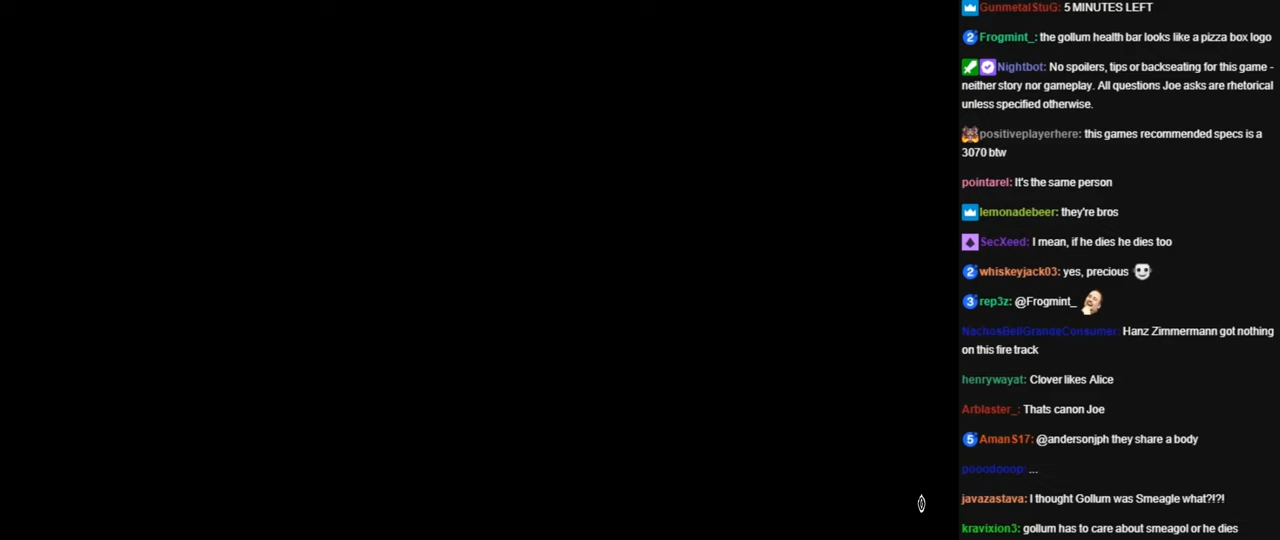 GunmetalStuG: 5 MINUTES LEFT
2 Frogmint_: the gollum health bar looks like a pizza box logo
Nightbot: No spoilers, tips or backseating for this game -
neither story nor gameplay. All questions Joe asks are rhetorical
unless specified otherwise.
positiveplayerhere: this games recommended specs is a
3070 btw
pointarel: It's the same person
lemonadebeer: they're bros
SecXeed: I mean, if he dies he dies too
2 whiskeyjack03: yes, precious
3 rep3z: @Frogmint_
NachosBellGrandeConsumer: Hanz Zimmermann got nothing
on this fire track
henrywayat: Clover likes Alice
Arblaster_: Thats canon Joe
5 AmanS17: @andersonjph they share a body
pooodooop: ...
javazastava: I thought Gollum was Smeagle what?!?!
kravixion3: gollum has to care about smeagol or he dies